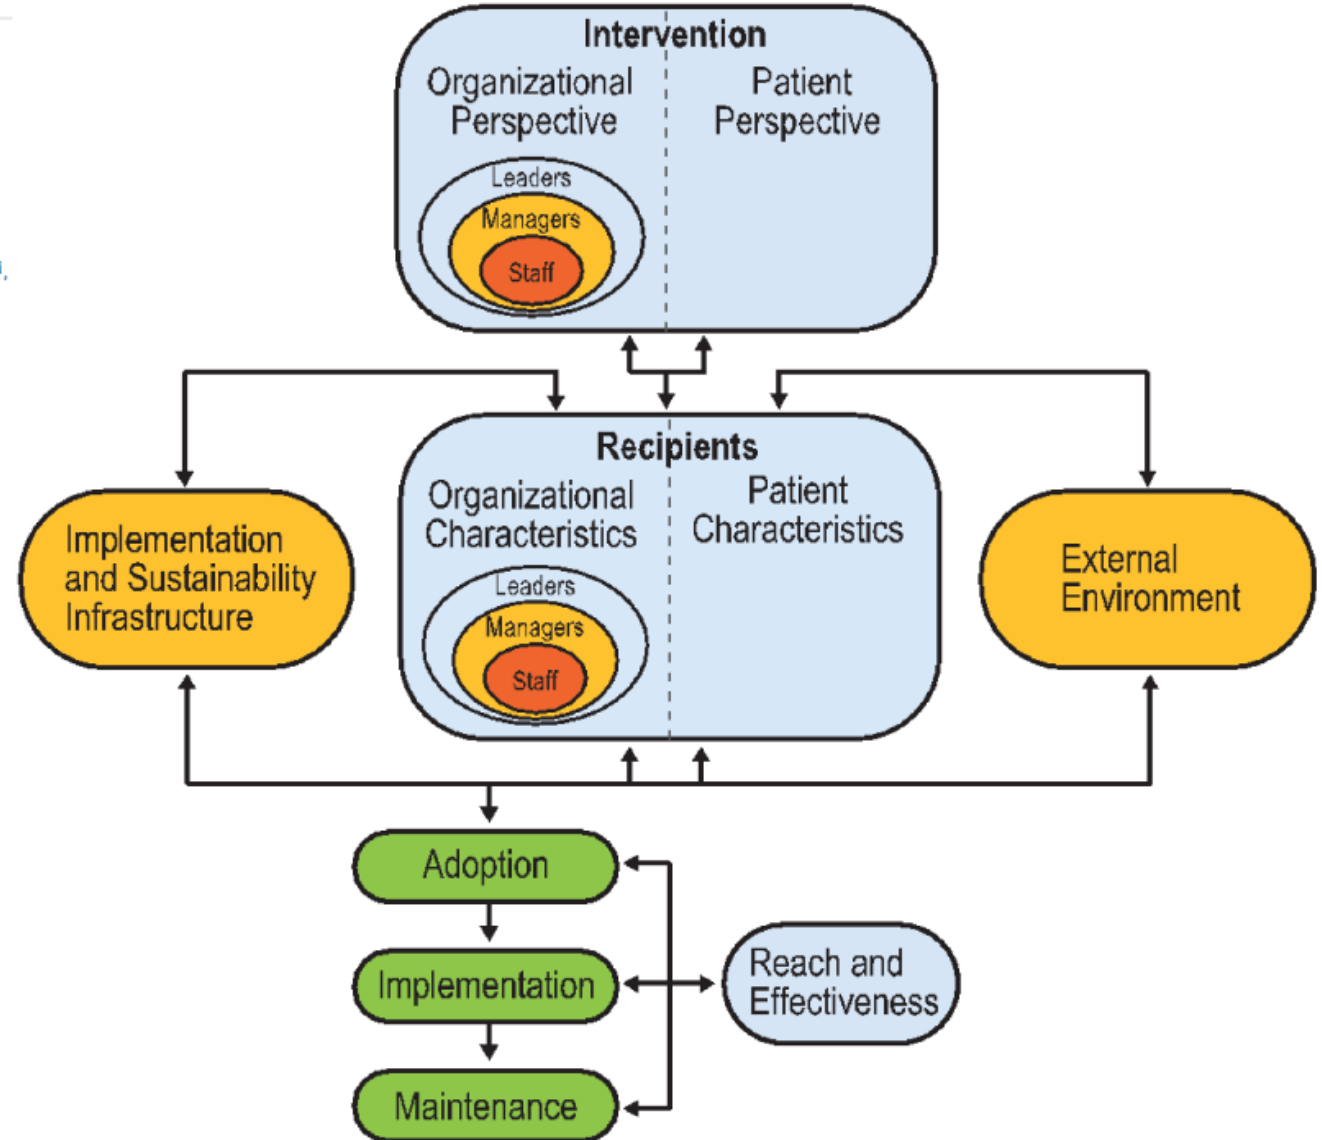 Intervention
Organizational
Perspective
Patient
Perspective
Leaders
Managers
Staff
Recipients
Organizational
Characteristics
Patient
Characteristics
Leaders
Managers
Staff
Implementation
and Sustainability
Infrastructure
External
Environment
Adoption
Implementation
Maintenance
Reach and
Effectiveness